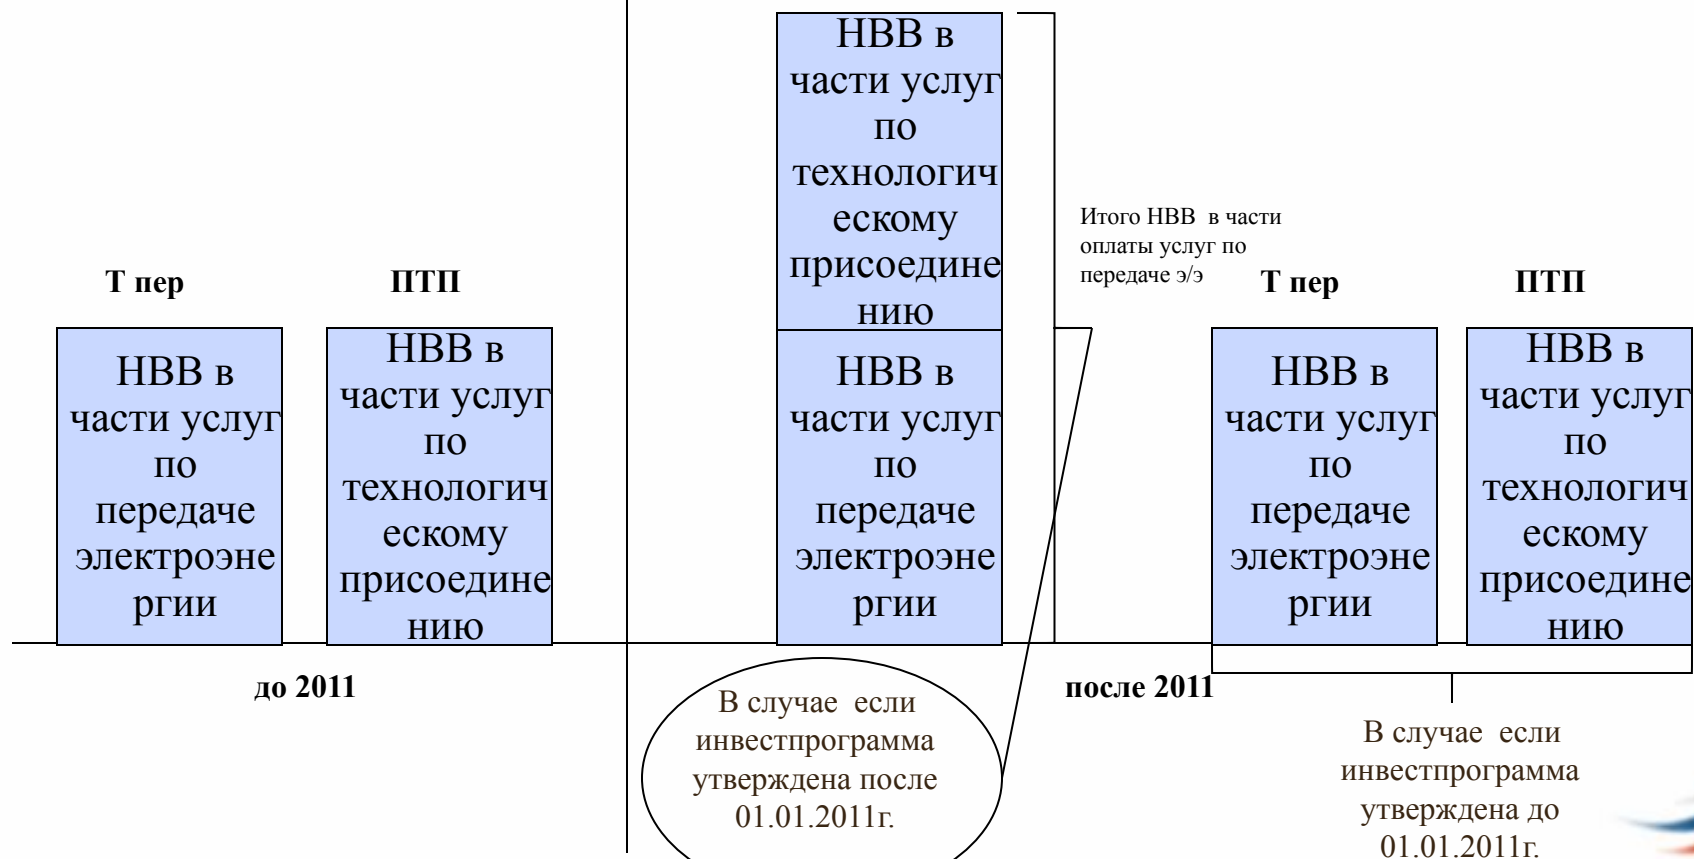 Т пер
ПТП
НВВ в
части услуг
по
передаче
электроэне
ргии
НВВ в
части услуг
по
технологич
ескому
присоедине
нию
до 2011
НВВ в
части услуг
по
технологич
ескому
присоедине
нию
НВВ в
части услуг
по
передаче
электроэне
ргии
Итого НВВ в части
оплаты услуг по
передаче э/э
В случае если
инвестпрограмма
утверждена после
01.01.2011г.
после 2011
Т пер
ПТП
НВВ в
части услуг
по
передаче
электроэне
ргии
НВВ в
части услуг
по
технологич
ескому
присоедине
нию
В случае если
инвестпрограмма
утверждена до
01.01.2011г.